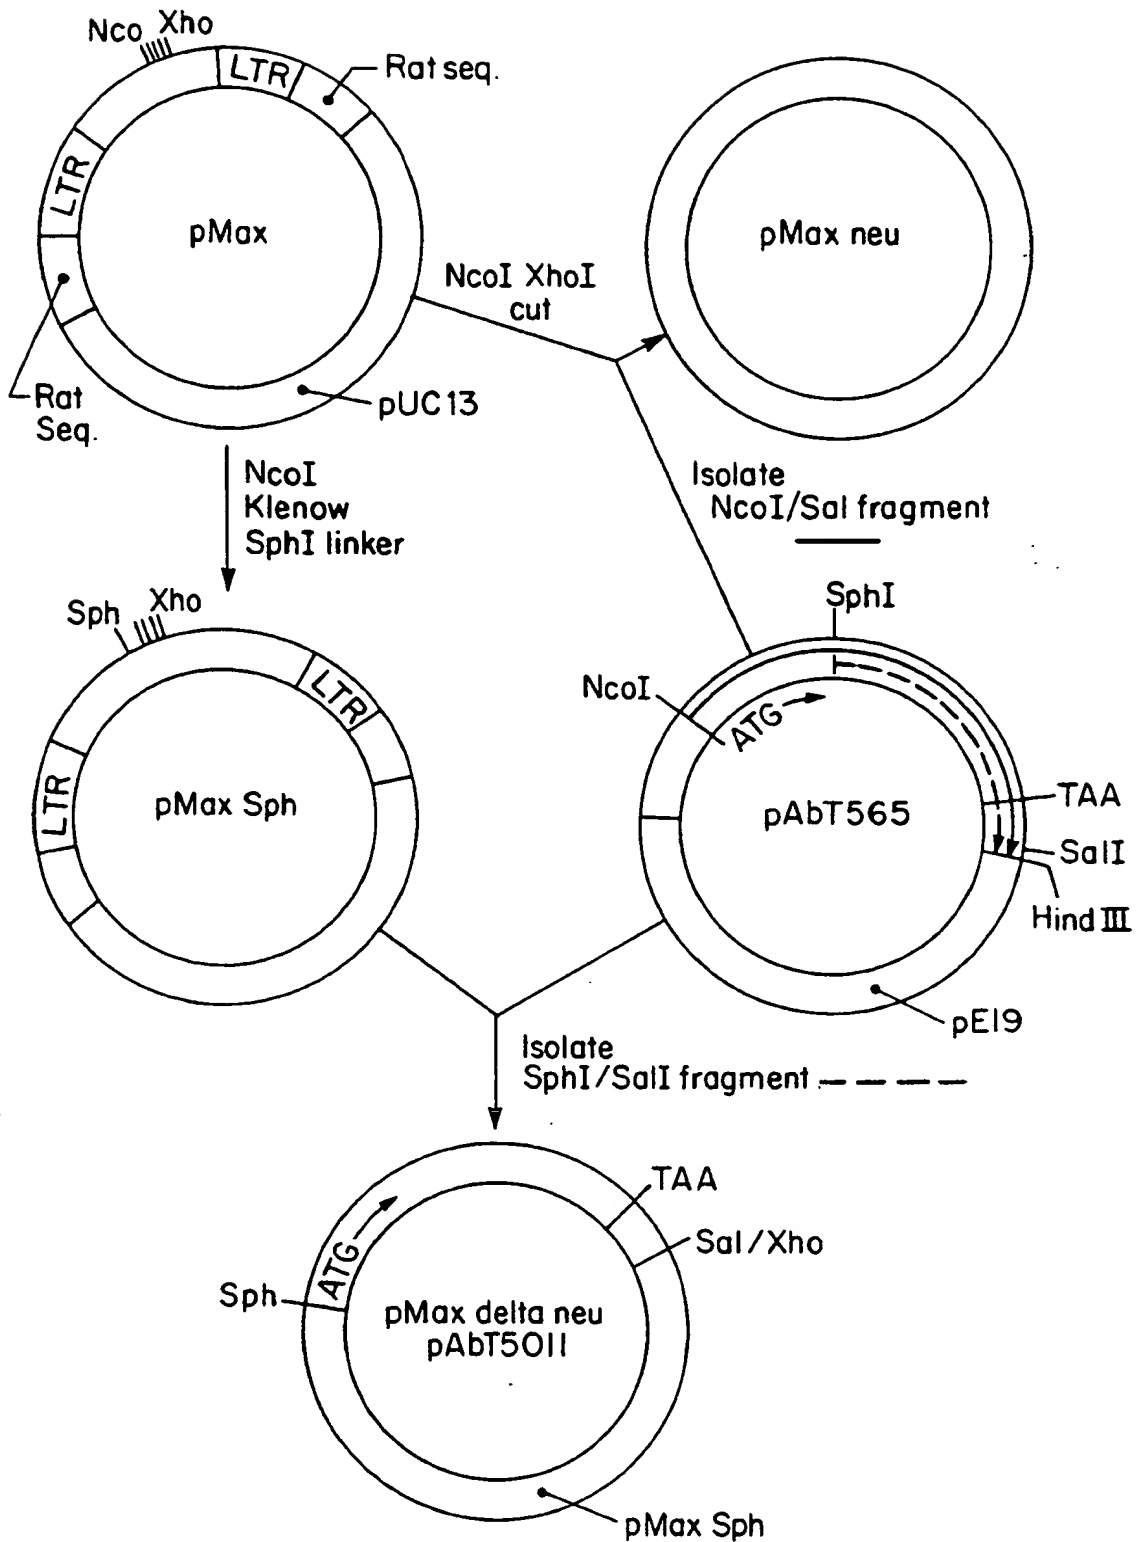 Nco Xho
LTR
Rat seq.
LTR
pMax
pMax neu
NcoI XhoI
cut
Rat
Seq.
pUC13
NcoI
Klenow
SphI linker
Isolate
NcoI/Sal fragment
Sph Xho
LTR
LTR
pMax Sph
SphI
NcoI
ATG
pAbT565
TAA
SalI
Hind III
pE19
Isolate
SphI/SalI fragment
TAA
Sal/Xho
ATG
Sph
pMax delta neu
pAbT5011
pMax Sph